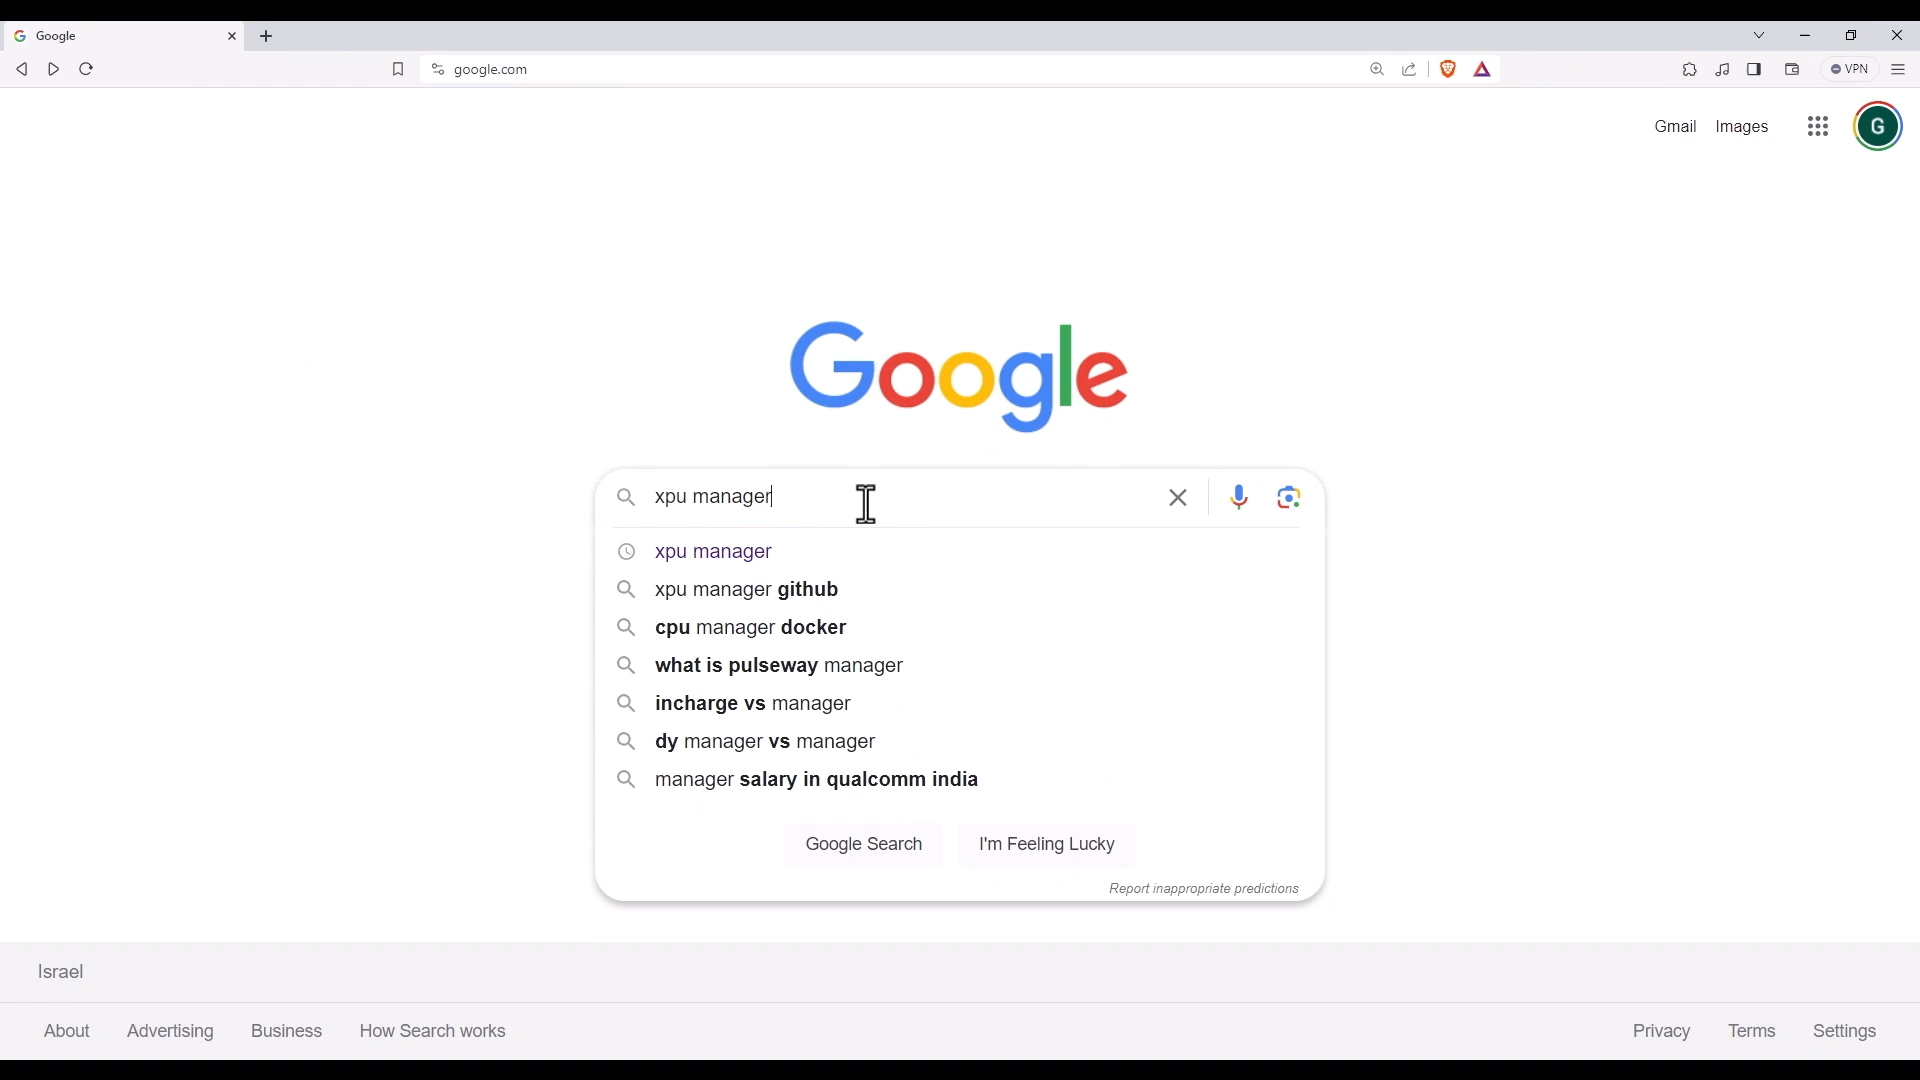 Google
google.com
VPN
Gmail Images
G
Google
xpu manager
xpu manager
xpu manager github
cpu manager docker
what is pulseway manager
incharge vs manager
dy manager vs manager
manager salary in qualcomm india
Google Search I'm Feeling Lucky
Report inappropriate predictions
Israel
About Advertising Business How Search works Privacy Terms Settings